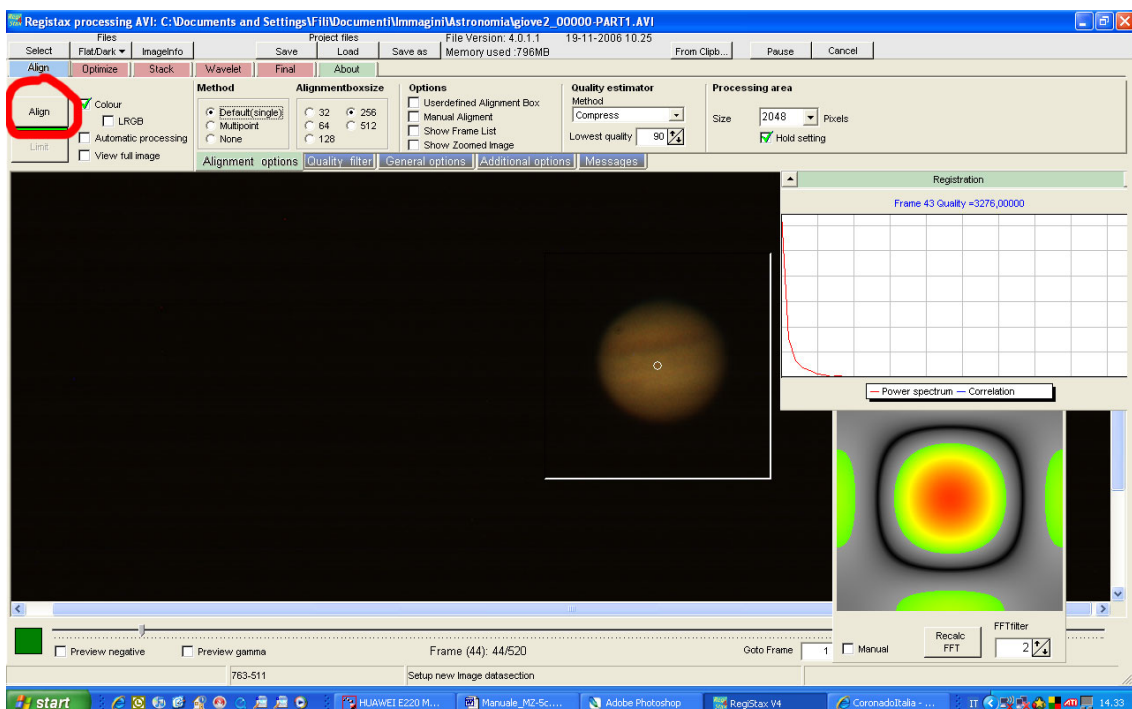 Registax processing AVI: C:\Documents and Settings\Fili\Documenti\Immagini\Astronomia\giove2_00000-PART1.AVI
Files Project files File Version: 4.0.1.1 19-11-2006 10.25
Select Flat/Dark ImageInfo Save Load Save as Memory used :796MB From Clipb... Pause Cancel
Align Optimize Stack Wavelet Final About
Align
Limit
Colour
LRGB
Automatic processing
View full image
Method
Default(single)
Multipoint
None
Alignmentboxsize
32 256
64 512
128
Options
Userdefined Alignment Box
Manual Aligment
Show Frame List
Show Zoomed Image
Quality estimator
Method
Compress
Lowest quality 90
Processing area
Size 2048 Pixels
Hold setting
Alignment options Quality filter General options Additional options Messages
Registration
Frame 43 Quality =3276,00000
— Power spectrum — Correlation
Manual Recalc FFT FFTfilter 2
Preview negative Preview gamma Frame (44): 44/520 Goto Frame 1
763-511 Setup new Image datasection
start HUAWEI E220 M... Manuale_MZ-5c.... Adobe Photoshop RegiStax V4 CoronadoItalia - ... IT 14.33